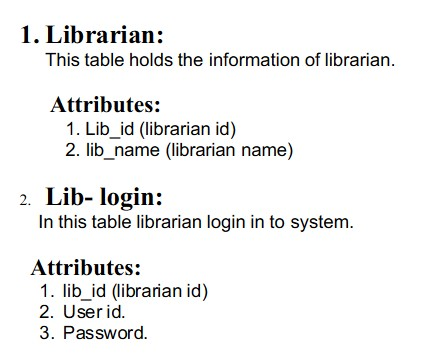 1. Librarian:
This table holds the information of librarian.
Attributes:
1. Lib_id (librarian id)
2. lib_name (librarian name)
2. Lib- login:
In this table librarian login in to system.
Attributes:
1. lib_id (librarian id)
2. User id.
3. Password.